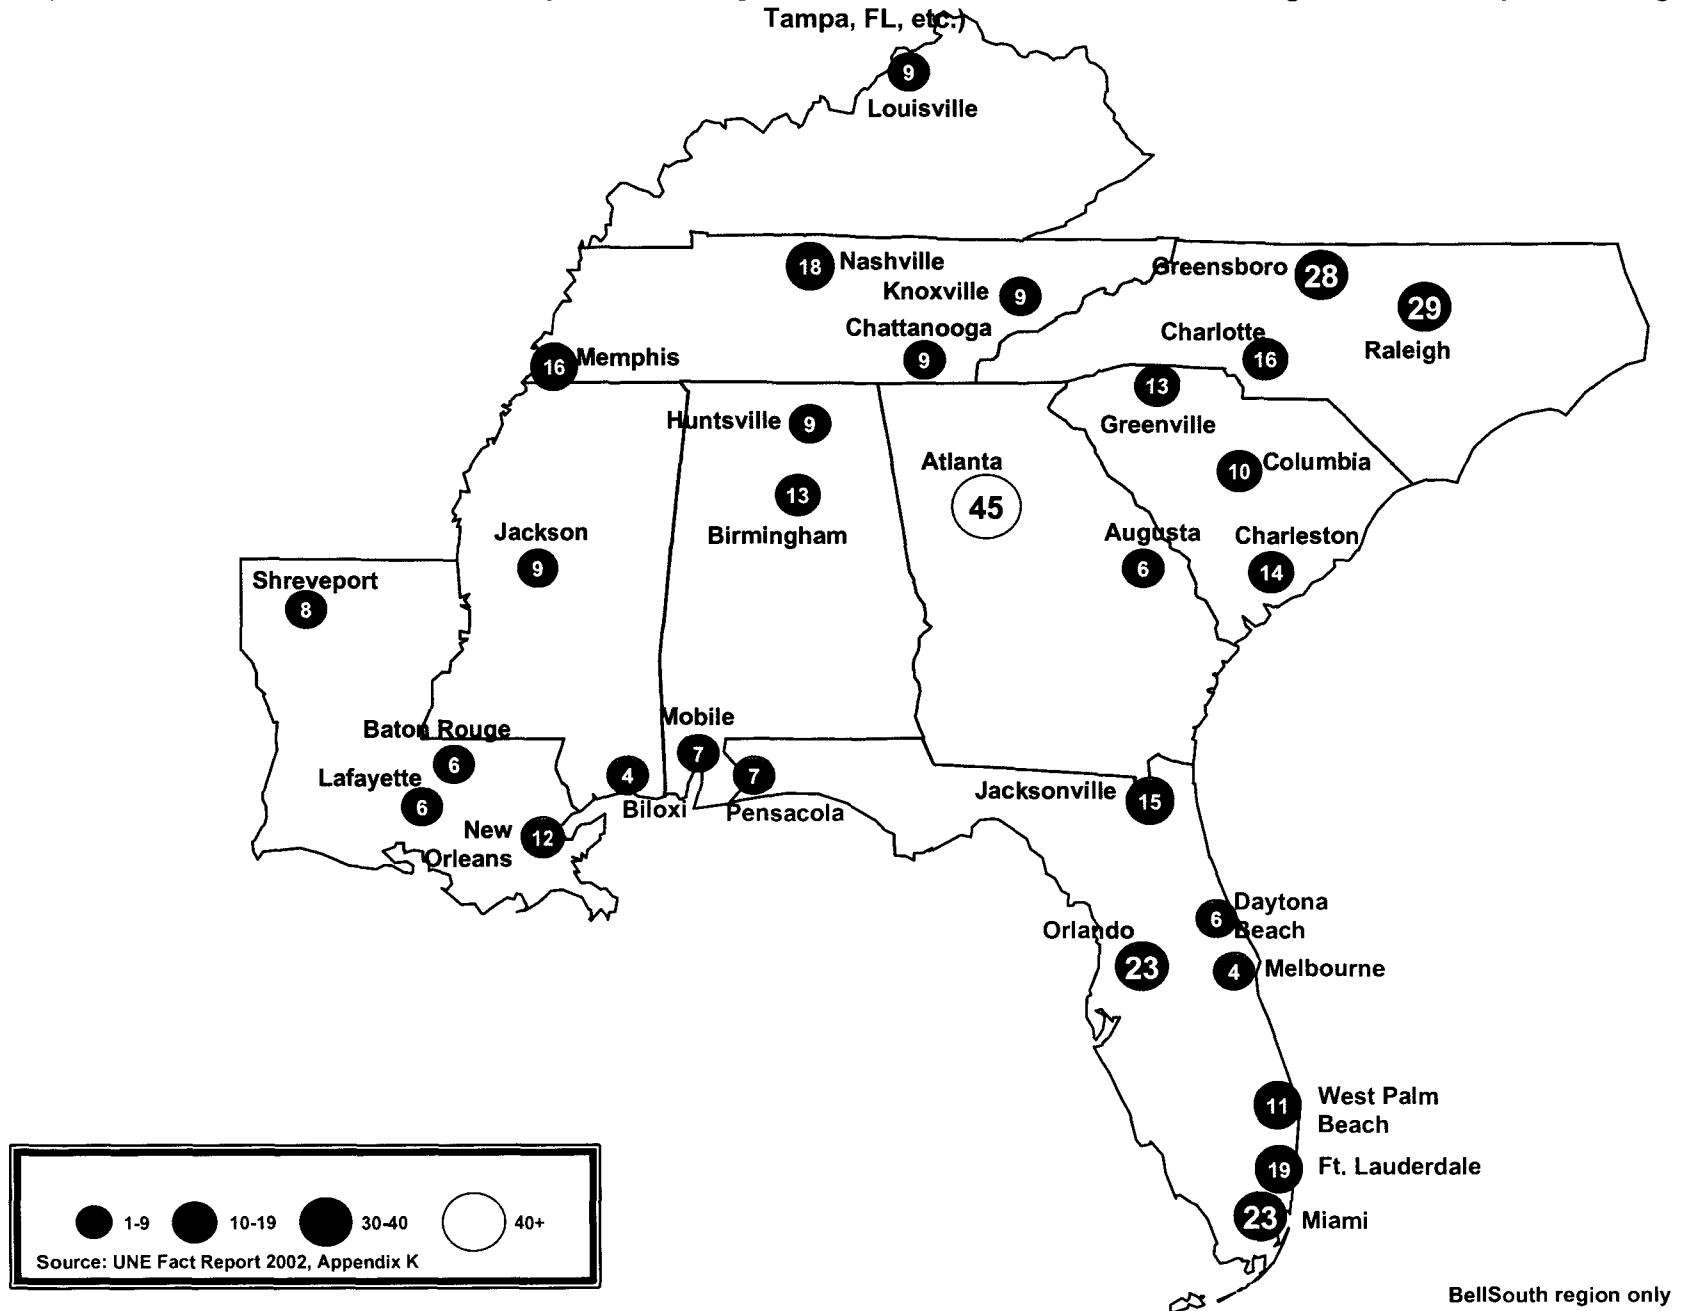 Tampa, FL, etc.)
9
Louisville
18 Nashville
Knoxville 9
Chattanooga
9
Greensboro 28
29
Raleigh
Charlotte
16
16 Memphis
13
Greenville
Huntsville 9
Atlanta
45
10 Columbia
13
Birmingham
Jackson
9
Augusta
6
Charleston
14
Shreveport
8
Mobile
7
Baton Rouge
6
Lafayette
6
4
Biloxi
7
Pensacola
Jacksonville 15
New
Orleans
12
Daytona
Beach
6
Orlando
23
4 Melbourne
11 West Palm
Beach
19 Ft. Lauderdale
23 Miami
1-9 10-19 30-40 40+
Source: UNE Fact Report 2002, Appendix K
BellSouth region only